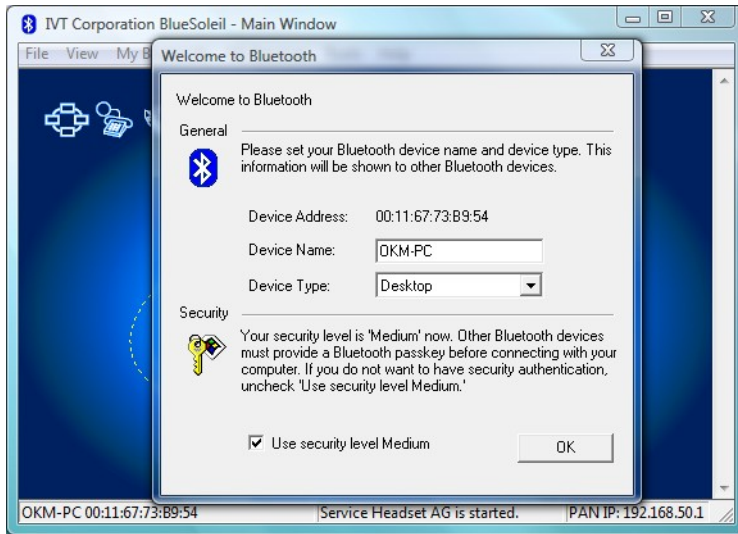 IVT Corporation BlueSoleil - Main Window
File View My B
Welcome to Bluetooth
Welcome to Bluetooth
General
Please set your Bluetooth device name and device type. This
information will be shown to other Bluetooth devices.
Device Address: 00:11:67:73:B9:54
Device Name: OKM-PC
Device Type: Desktop
Security
Your security level is 'Medium' now. Other Bluetooth devices
must provide a Bluetooth passkey before connecting with your
computer. If you do not want to have security authentication,
uncheck 'Use security level Medium.'
Use security level Medium
OK
OKM-PC 00:11:67:73:B9:54 Service Headset AG is started. PAN IP: 192.168.50.1